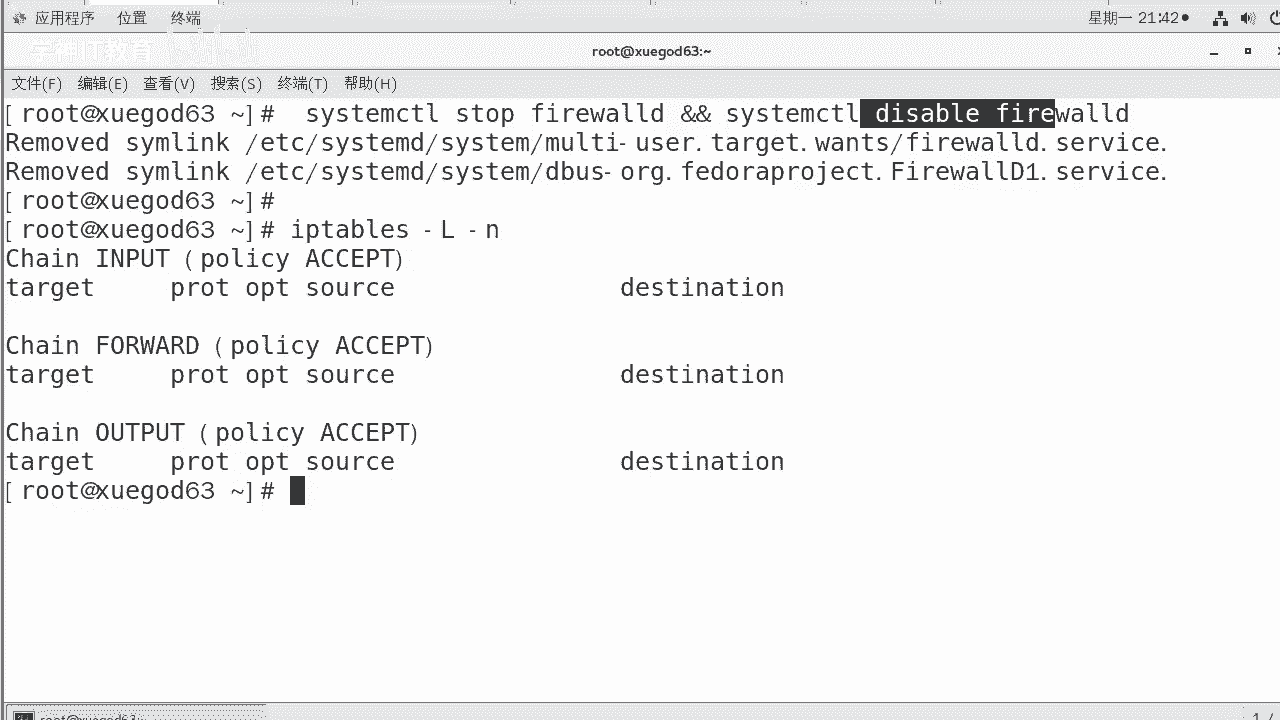 应用程序 位置 终端 星期一 21:42
学神IT教育
root@xuegod63:~
文件(F) 编辑(E) 查看(V) 搜索(S) 终端(T) 帮助(H)
[root@xuegod63 ~]#  systemctl stop firewalld && systemctl disable firewalld
Removed symlink /etc/systemd/system/multi-user.target.wants/firewalld.service.
Removed symlink /etc/systemd/system/dbus-org.fedoraproject.FirewallD1.service.
[root@xuegod63 ~]#
[root@xuegod63 ~]# iptables -L -n
Chain INPUT (policy ACCEPT)
target     prot opt source               destination
Chain FORWARD (policy ACCEPT)
target     prot opt source               destination
Chain OUTPUT (policy ACCEPT)
target     prot opt source               destination
[root@xuegod63 ~]#